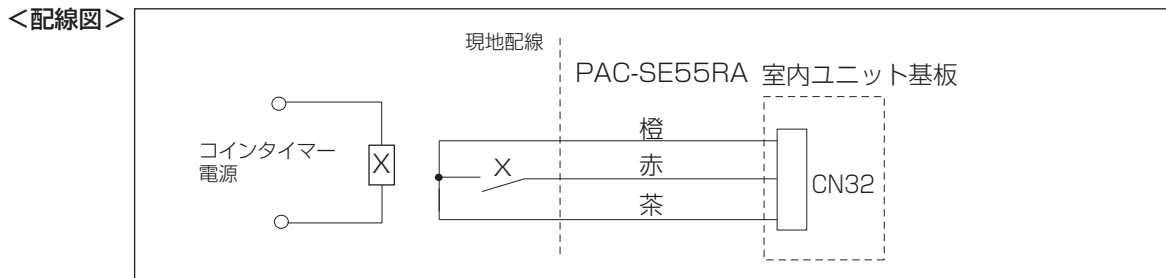 <配線図>
現地配線
PAC-SE55RA 室内ユニット基板
コインタイマー
電源
X
X
橙
赤
茶
CN32